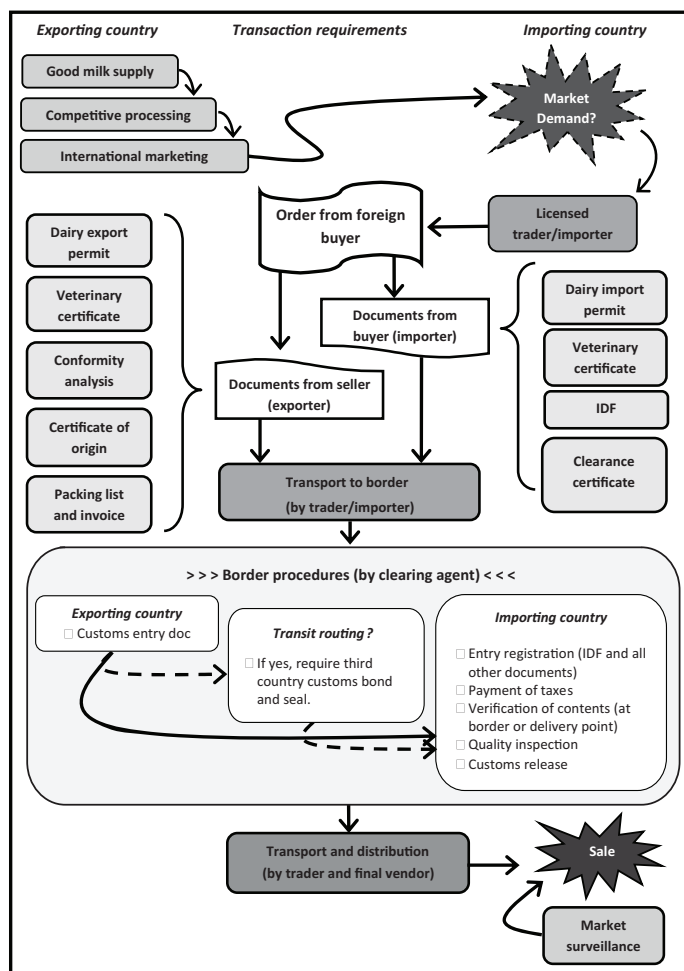 Exporting country
Transaction requirements
Importing country
Good milk supply
Competitive processing
International marketing
Market
Demand?
Licensed
trader/importer
Order from foreign
buyer
Dairy export
permit
Veterinary
certificate
Conformity
analysis
Certificate of
origin
Packing list
and invoice
Documents from
buyer (importer)
Documents from seller
(exporter)
Dairy import
permit
Veterinary
certificate
IDF
Clearance
certificate
Transport to border
(by trader/importer)
> > > Border procedures (by clearing agent) < < <
Exporting country
□ Customs entry doc
Transit routing?
□ If yes, require third
country customs bond
and seal.
Importing country
□ Entry registration (IDF and all
other documents)
□ Payment of taxes
□ Verification of contents (at
border or delivery point)
□ Quality inspection
□ Customs release
Transport and distribution
(by trader and final vendor)
Sale
Market
surveillance